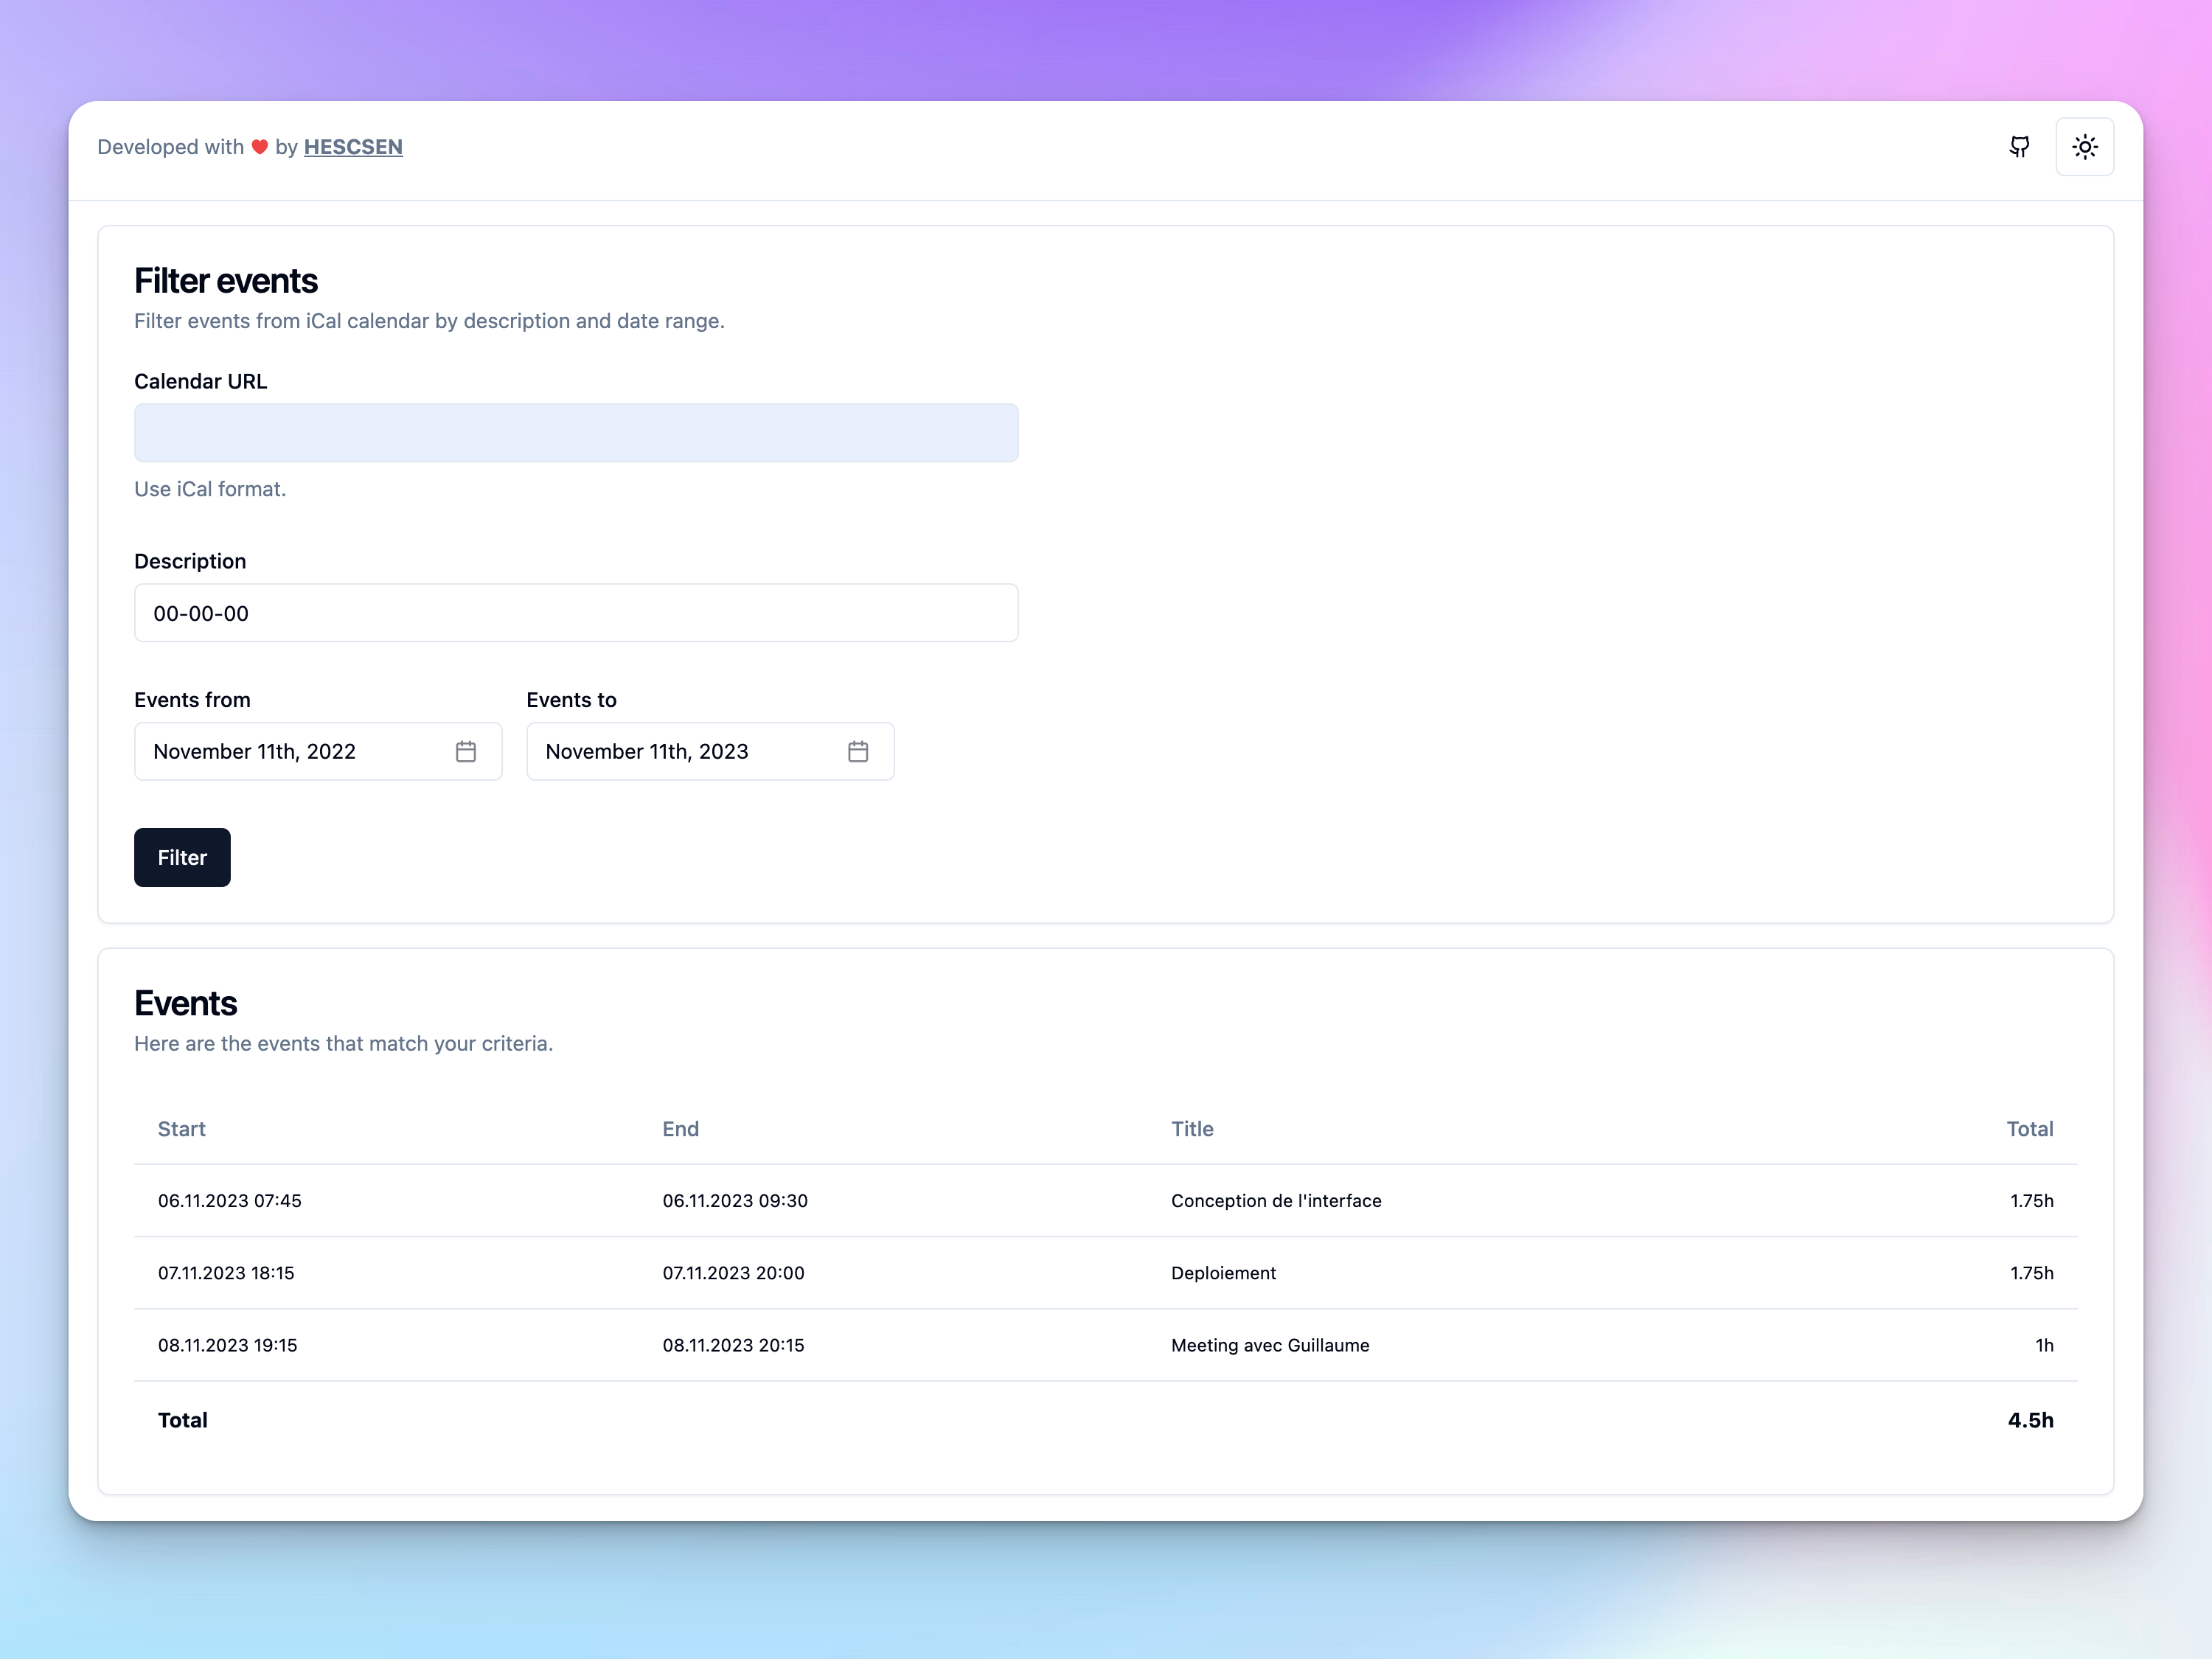 Developed with ❤️ by HESCSEN
Filter events
Filter events from iCal calendar by description and date range.
Calendar URL
Use iCal format.
Description
00-00-00
Events from Events to
November 11th, 2022 November 11th, 2023
Filter
Events
Here are the events that match your criteria.
Start End Title Total
06.11.2023 07:45 06.11.2023 09:30 Conception de l'interface 1.75h
07.11.2023 18:15 07.11.2023 20:00 Deploiement 1.75h
08.11.2023 19:15 08.11.2023 20:15 Meeting avec Guillaume 1h
Total 4.5h